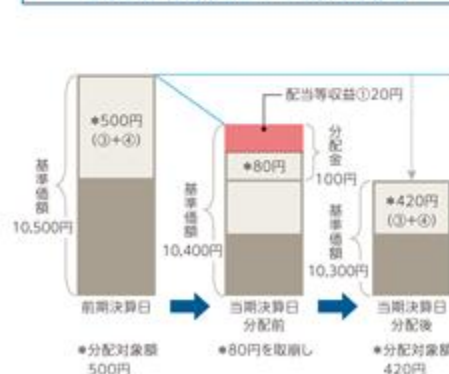 配当等収益①20円
*500円
(③+④)
*80円
分配金
100円
*420円
(③+④)
基準価額
10,500円
基準価額
10,400円
基準価額
10,300円
前期決算日
当期決算日
分配前
当期決算日
分配後
*分配対象額
500円
*80円を取崩し
*分配対象額
420円